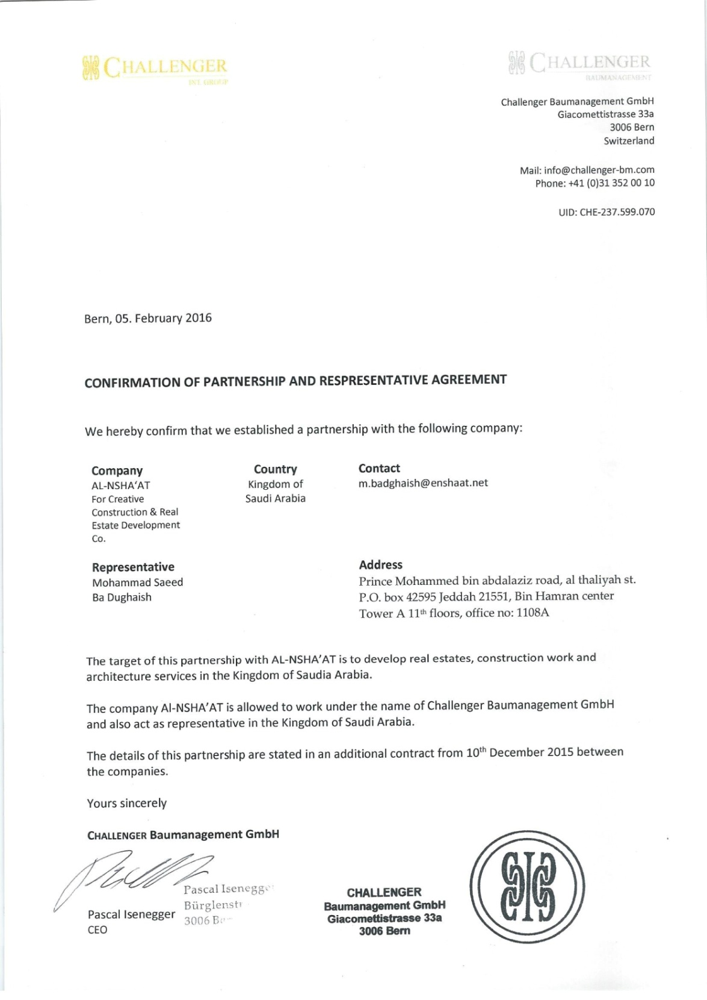 CHALLENGER
INT. GROUP
CHALLENGER
BAUMANAGEMENT
Challenger Baumanagement GmbH
Giacomettistrasse 33a
3006 Bern
Switzerland
Mail: info@challenger-bm.com
Phone: +41 (0)31 352 00 10
UID: CHE-237.599.070
Bern, 05. February 2016
CONFIRMATION OF PARTNERSHIP AND RESPRESENTATIVE AGREEMENT
We hereby confirm that we established a partnership with the following company:
Company
AL-NSHA'AT
For Creative
Construction & Real
Estate Development
Co.
Country
Kingdom of
Saudi Arabia
Contact
m.badghaish@enshaat.net
Representative
Mohammad Saeed
Ba Dughaish
Address
Prince Mohammed bin abdalaziz road, al thaliyah st.
P.O. box 42595 Jeddah 21551, Bin Hamran center
Tower A 11th floors, office no: 1108A
The target of this partnership with AL-NSHA'AT is to develop real estates, construction work and
architecture services in the Kingdom of Saudia Arabia.
The company Al-NSHA'AT is allowed to work under the name of Challenger Baumanagement GmbH
and also act as representative in the Kingdom of Saudi Arabia.
The details of this partnership are stated in an additional contract from 10th December 2015 between
the companies.
Yours sincerely
CHALLENGER Baumanagement GmbH
Pascal Isenegger
CEO
Pascal Isenegge
Bürglenstr
3006 Be
CHALLENGER
Baumanagement GmbH
Giacomettistrasse 33a
3006 Bern